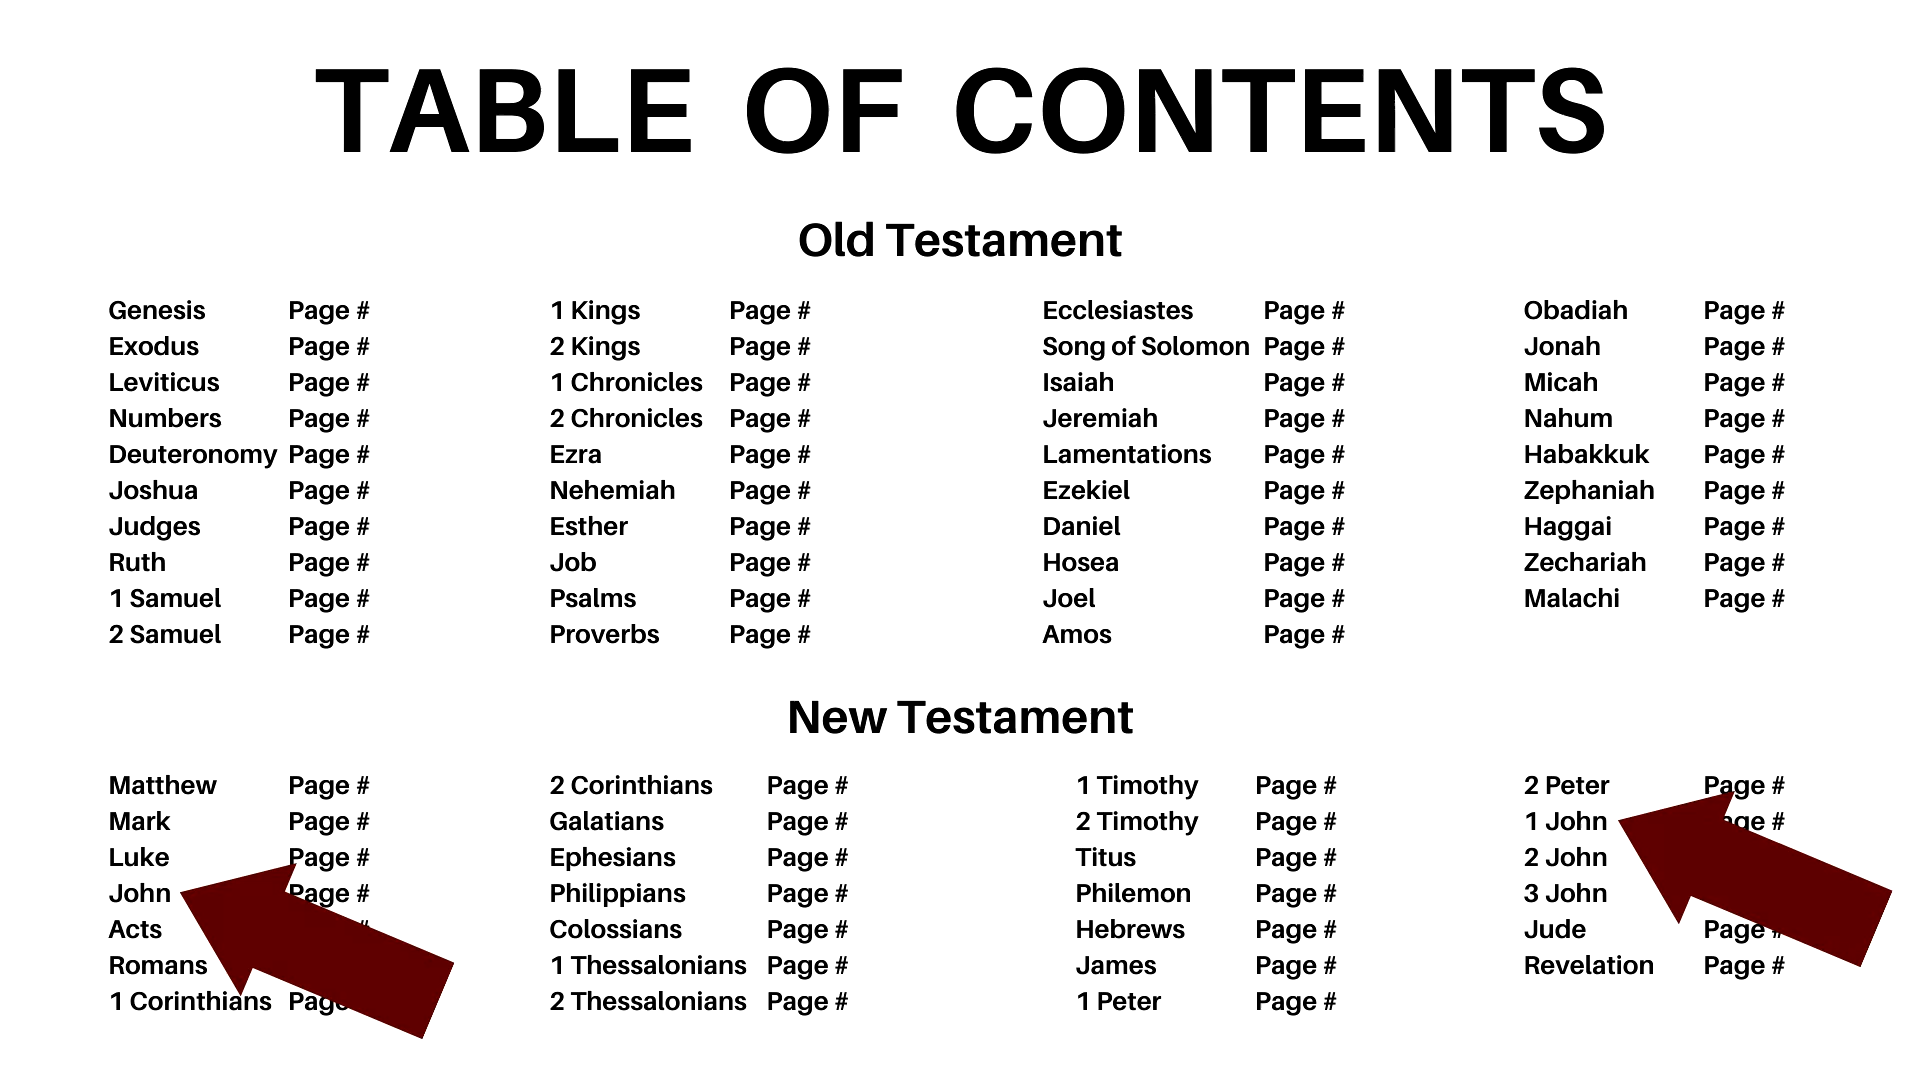 TABLE OF CONTENTS
Old Testament
Genesis Page #
Exodus Page #
Leviticus Page #
Numbers Page #
Deuteronomy Page #
Joshua Page #
Judges Page #
Ruth Page #
1 Samuel Page #
2 Samuel Page #
1 Kings Page #
2 Kings Page #
1 Chronicles Page #
2 Chronicles Page #
Ezra Page #
Nehemiah Page #
Esther Page #
Job Page #
Psalms Page #
Proverbs Page #
Ecclesiastes Page #
Song of Solomon Page #
Isaiah Page #
Jeremiah Page #
Lamentations Page #
Ezekiel Page #
Daniel Page #
Hosea Page #
Joel Page #
Amos Page #
Obadiah Page #
Jonah Page #
Micah Page #
Nahum Page #
Habakkuk Page #
Zephaniah Page #
Haggai Page #
Zechariah Page #
Malachi Page #
New Testament
Matthew Page #
Mark Page #
Luke Page #
John Page #
Acts
Romans
1 Corinthians Page
2 Corinthians Page #
Galatians Page #
Ephesians Page #
Philippians Page #
Colossians Page #
1 Thessalonians Page #
2 Thessalonians Page #
1 Timothy Page #
2 Timothy Page #
Titus Page #
Philemon Page #
Hebrews Page #
James Page #
1 Peter Page #
2 Peter Page #
1 John Page #
2 John
3 John
Jude Page #
Revelation Page #